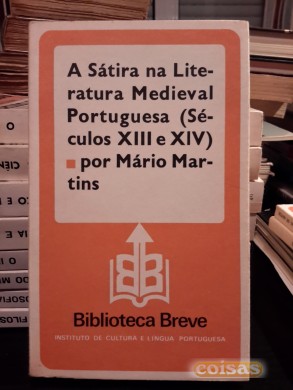 A Sátira na Lite-
ratura Medieval
Portuguesa (Sé-
culos XIII e XIV)
por Mário Mar-
tins
Biblioteca Breve
INSTITUTO DE CULTURA E LÍNGUA PORTUGUESA
coisas